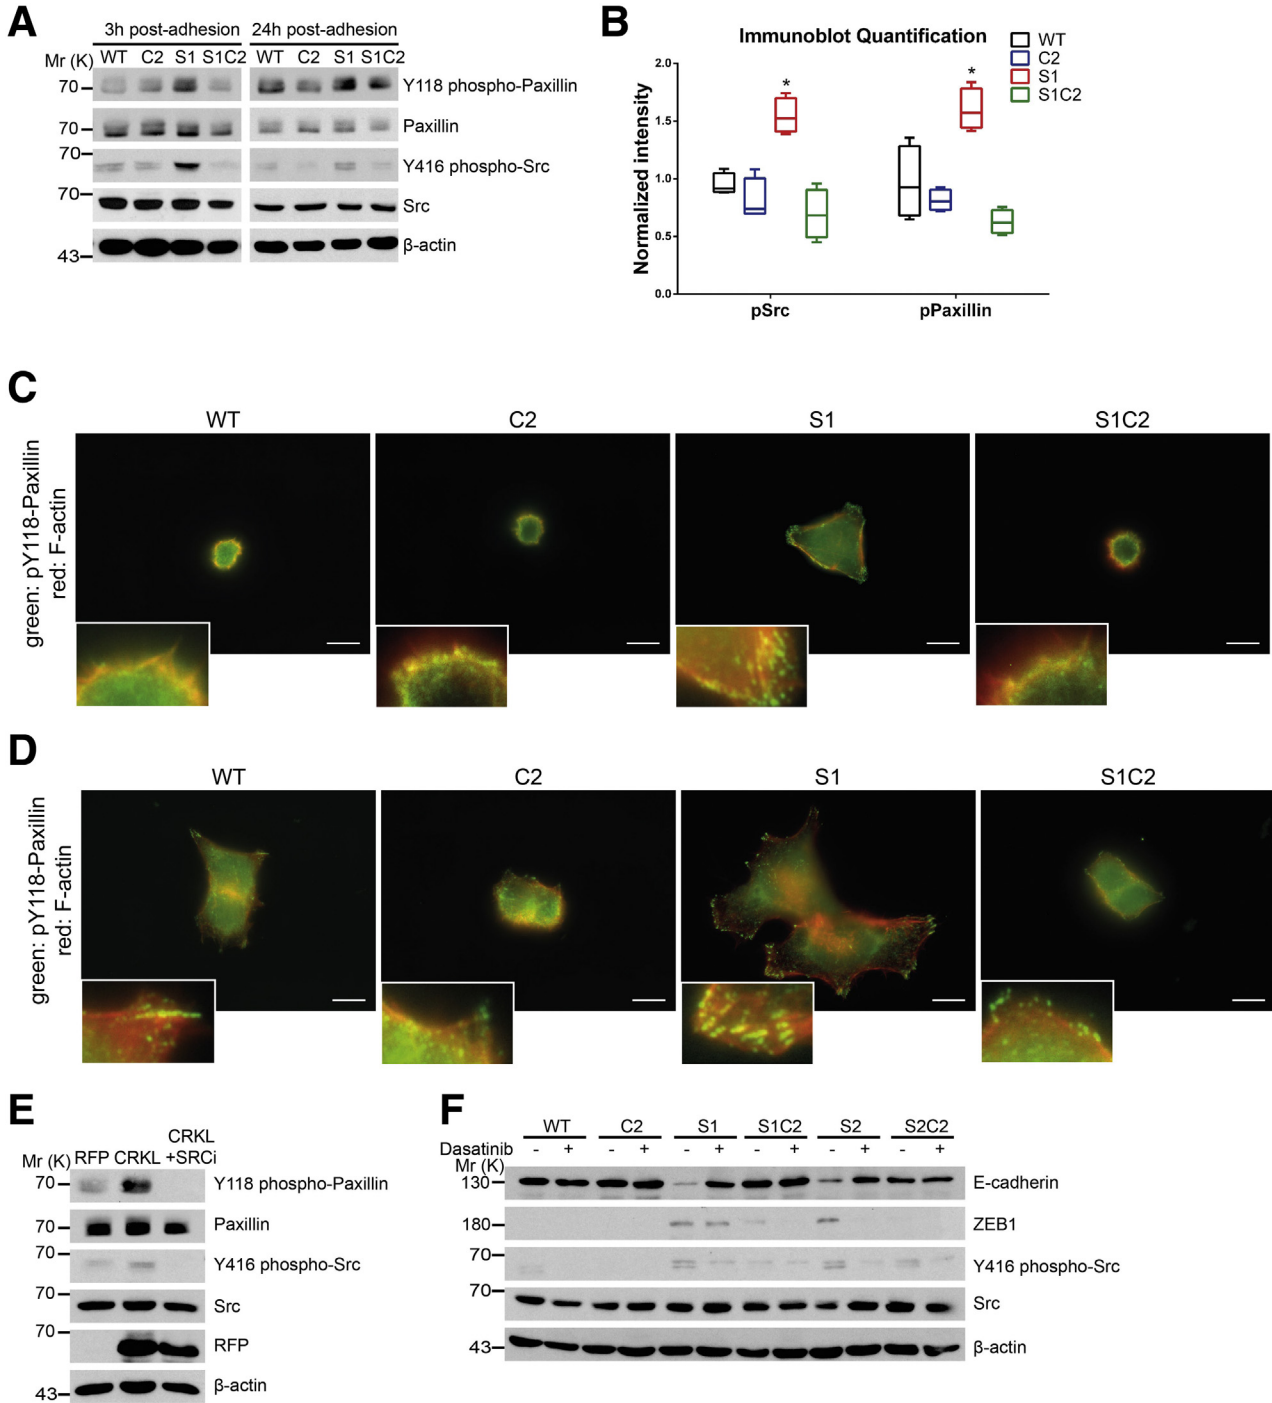 A
3h post-adhesion 24h post-adhesion
Mr (K) WT C2 S1 S1C2 WT C2 S1 S1C2
70 Y118 phospho-Paxillin
70 Paxillin
70 Y416 phospho-Src
70 Src
43 β-actin
B
Immunoblot Quantification
WT
C2
S1
S1C2
Normalized intensity
2.0
1.5
1.0
0.5
0.0
* *
pSrc pPaxillin
C
WT C2 S1 S1C2
green: pY118-Paxillin
red: F-actin
D
WT C2 S1 S1C2
green: pY118-Paxillin
red: F-actin
E
CRKL
Mr (K) RFP CRKL +SRCi
70 Y118 phospho-Paxillin
70 Paxillin
70 Y416 phospho-Src
70 Src
70 RFP
43 β-actin
F
WT C2 S1 S1C2 S2 S2C2
Dasatinib - + - + - + - + - + - +
Mr (K)
130 E-cadherin
180 ZEB1
70 Y416 phospho-Src
70 Src
43 β-actin